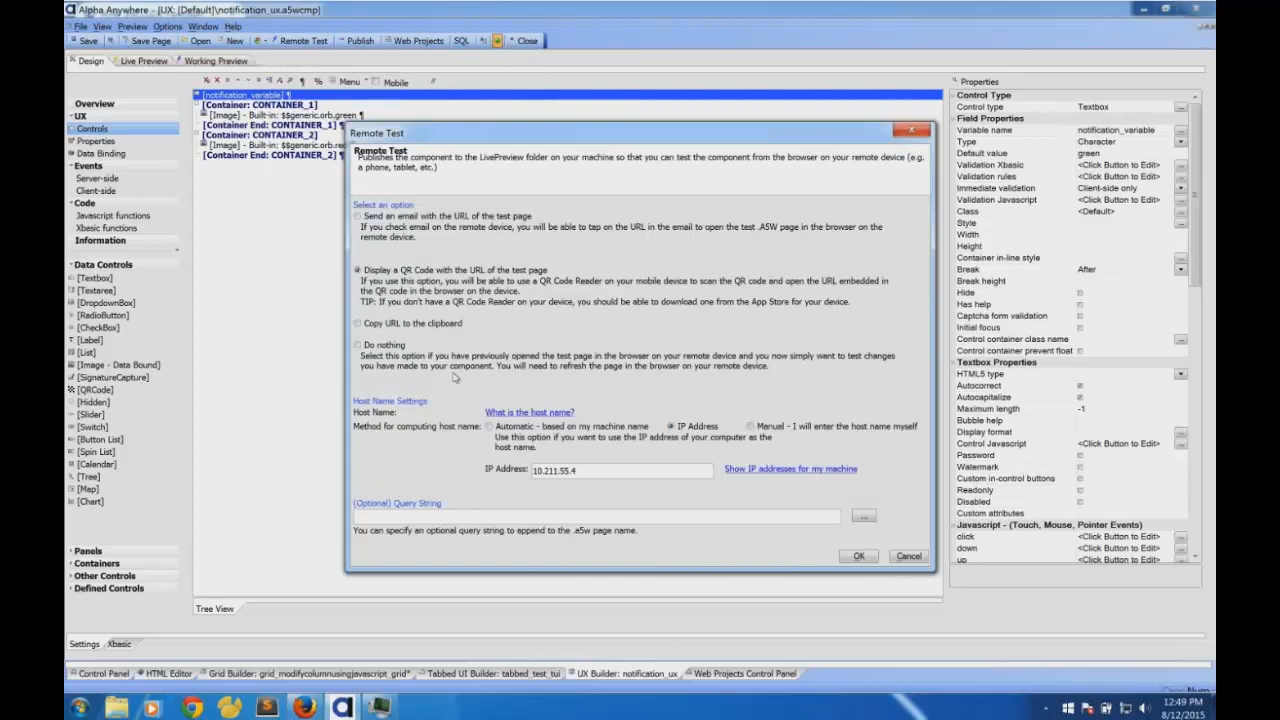 Alpha Anywhere - [UX: [Default]\notification_ux.a5wcmp]
File View Preview Options Window Help
Save Save Page Open New Remote Test Publish Web Projects SQL Close
Design Live Preview Working Preview
Overview
UX
Controls
Properties
Data Binding
Events
Server-side
Client-side
Code
Javascript functions
Xbasic functions
Information
Data Controls
[Textbox]
[Textarea]
[DropdownBox]
[RadioButton]
[CheckBox]
[Label]
[List]
[Image - Data Bound]
[SignatureCapture]
[QRCode]
[Hidden]
[Slider]
[Switch]
[Button List]
[Spin List]
[Calendar]
[Tree]
[Map]
[Chart]
Panels
Containers
Other Controls
Defined Controls
Settings Xbasic
% Menu Mobile //
[notification_variable] ¶
[Container: CONTAINER_1]
[Image] - Built-in: $$generic.orb.green ¶
[Container End: CONTAINER_1] ¶
[Container: CONTAINER_2]
[Image] - Built-in: $$generic.orb.re
[Container End: CONTAINER_2] ¶
Tree View
Remote Test
Remote Test
Publishes the component to the LivePreview folder on your machine so that you can test the component from the browser on your remote device (e.g.
a phone, tablet, etc.)
Select an option
Send an email with the URL of the test page
If you check email on the remote device, you will be able to tap on the URL in the email to open the test .A5W page in the browser on the
remote device.
Display a QR Code with the URL of the test page
If you use this option, you will be able to use a QR Code Reader on your mobile device to scan the QR code and open the URL embedded in
the QR code in the browser on the device.
TIP: If you don't have a QR Code Reader on your device, you should be able to download one from the App Store for your device.
Copy URL to the clipboard
Do nothing
Select this option if you have previously opened the test page in the browser on your remote device and you now simply want to test changes
you have made to your component. You will need to refresh the page in the browser on your remote device.
Host Name Settings
Host Name: What is the host name?
Method for computing host name: Automatic - based on my machine name IP Address Manual - I will enter the host name myself
Use this option if you want to use the IP address of your computer as the
host name.
IP Address: 10.211.55.4 Show IP addresses for my machine
(Optional) Query String
...
You can specify an optional query string to append to the .a5w page name.
OK Cancel
Properties
Control Type
Control type Textbox
Field Properties
Variable name notification_variable
Type Character
Default value green
Validation Xbasic <Click Button to Edit>
Validation rules <Click Button to Edit>
Immediate validation Client-side only
Validation Javascript <Click Button to Edit>
Class <Default>
Style
Width
Height
Container in-line style
Break After
Break height
Hide
Has help
Captcha form validation
Initial focus
Control container class name
Control container prevent float
Textbox Properties
HTML5 type
Autocorrect
Autocapitalize
Maximum length -1
Bubble help
Display format
Control Javascript <Click Button to Edit>
Password
Watermark
Custom in-control buttons
Readonly
Disabled
Custom attributes
Javascript - (Touch, Mouse, Pointer Events)
click <Click Button to Edit>
down <Click Button to Edit>
up <Click Button to Edit>
Control Panel HTML Editor Grid Builder: grid_modifycolumnusingjavascript_grid* Tabbed UI Builder: tabbed_test_tui UX Builder: notification_ux Web Projects Control Panel
12:49 PM
8/12/2015